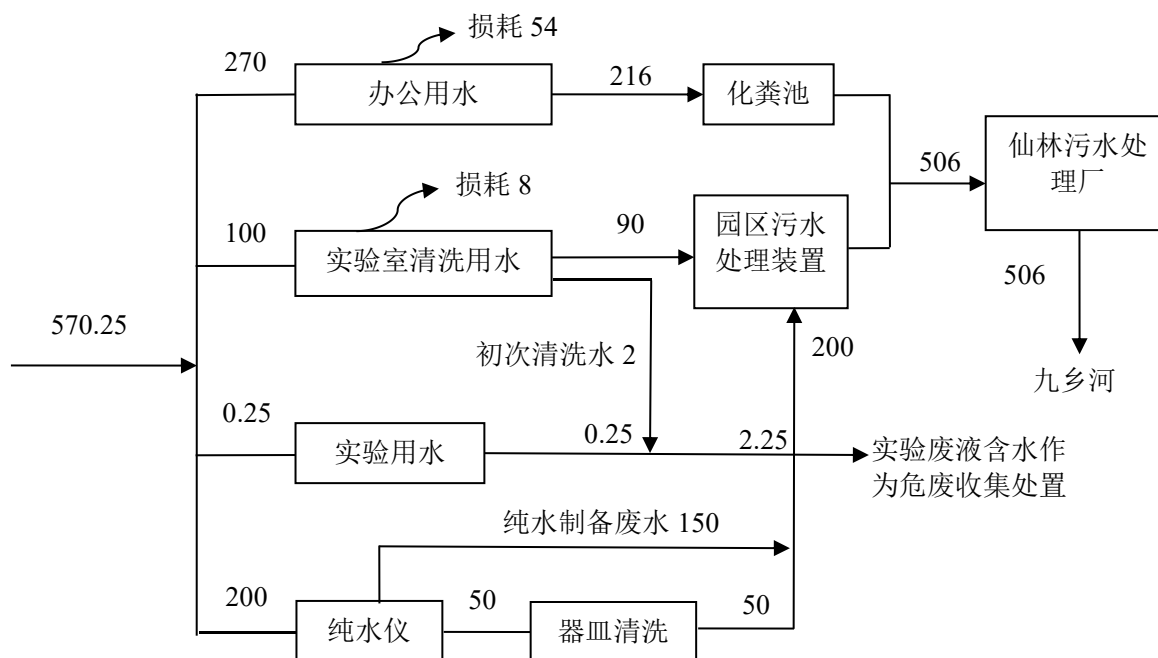 损耗 54
270
办公用水
216
化粪池
506
仙林污水处
理厂
损耗 8
100
实验室清洗用水
90
园区污水
处理装置
506
570.25
初次清洗水 2
200
九乡河
0.25
实验用水
0.25
2.25
实验废液含水作
为危废收集处置
纯水制备废水 150
200
纯水仪
50
器皿清洗
50